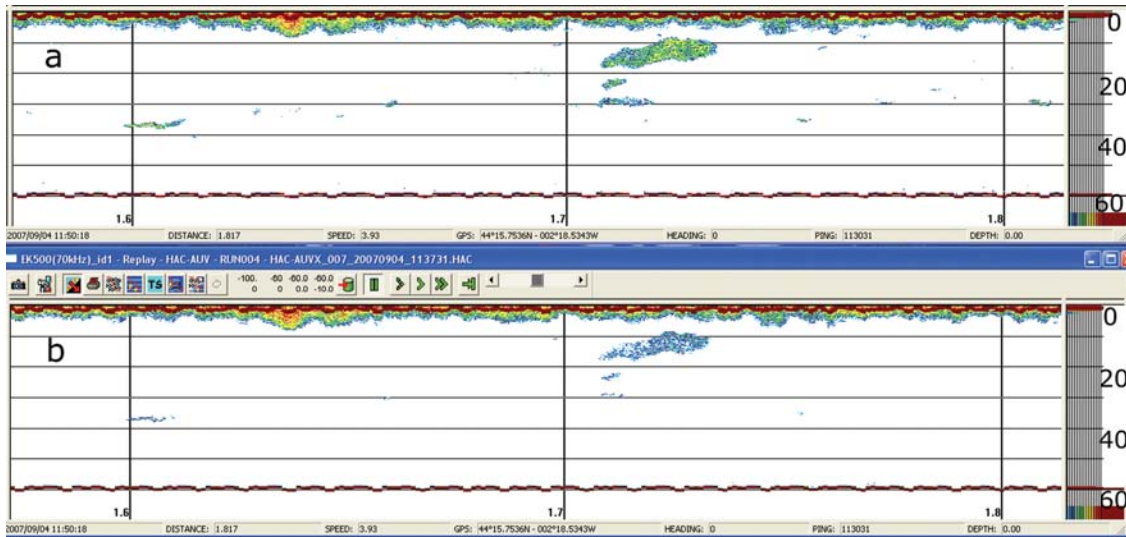 a
0
20
40
60
1.6 1.7 1.8
2007/09/04 11:50:18 DISTANCE: 1.817 SPEED: 3.93 GPS: 44°15.7536N - 002°18.5343W HEADING: 0 PING: 113031 DEPTH: 0.00
EK500(70kHz)_id1 - Replay - HAC-AUV - RUN004 - HAC-AUVX_007_20070904_113731.HAC
TS -100. -60 -60.0 -60.0
0 0 0.0 -10.0
b
0
20
40
60
1.6 1.7 1.8
2007/09/04 11:50:18 DISTANCE: 1.817 SPEED: 3.93 GPS: 44°15.7536N - 002°18.5343W HEADING: 0 PING: 113031 DEPTH: 0.00